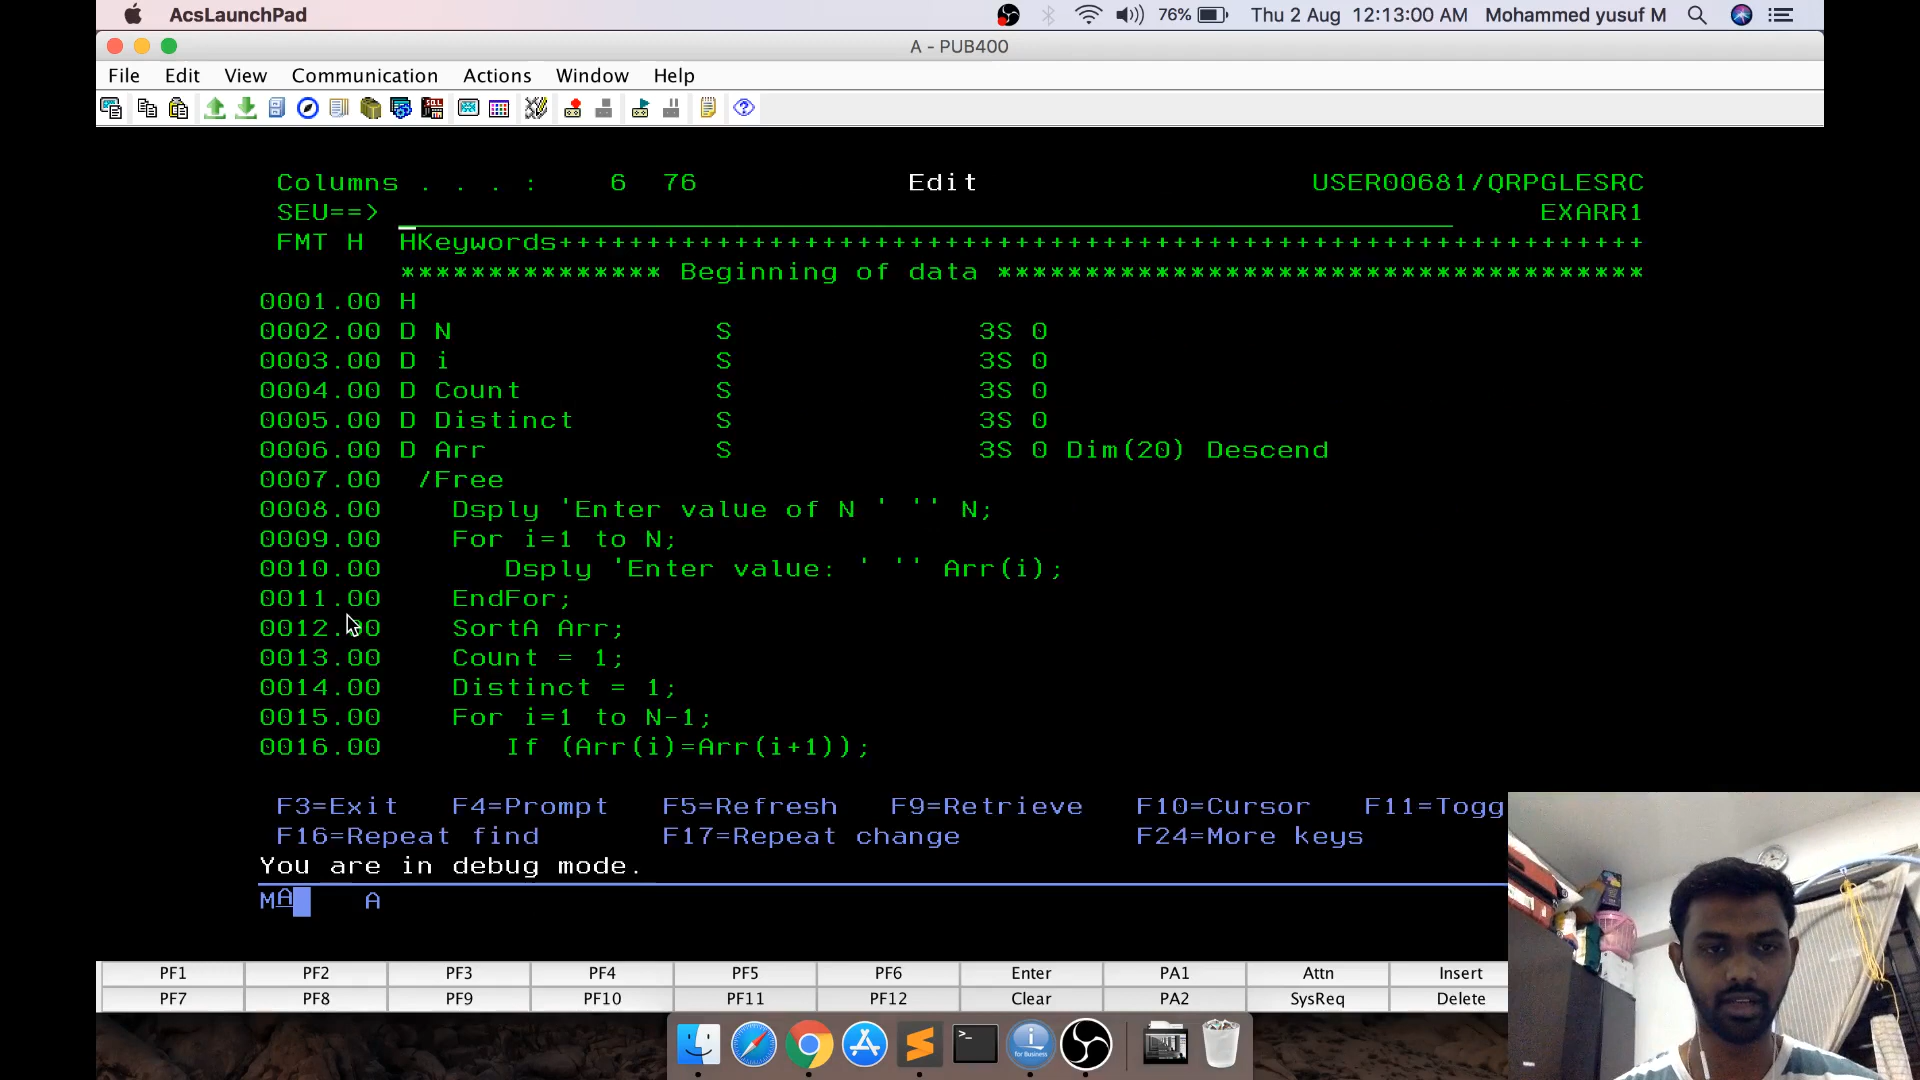 AcsLaunchPad 76% Thu 2 Aug 12:13:00 AM Mohammed yusuf M
A - PUB400
File Edit View Communication Actions Window Help
Columns . . . : 6 76 Edit USER00681/QRPGLESRC
SEU==> EXARR1
FMT H HKeywords++++++++++++++++++++++++++++++++++++++++++++++++++++++++++++++
*************** Beginning of data *************************************
0001.00 H
0002.00 D N S 3S 0
0003.00 D i S 3S 0
0004.00 D Count S 3S 0
0005.00 D Distinct S 3S 0
0006.00 D Arr S 3S 0 Dim(20) Descend
0007.00 /Free
0008.00 Dsply 'Enter value of N ' '' N;
0009.00 For i=1 to N;
0010.00 Dsply 'Enter value: ' '' Arr(i);
0011.00 EndFor;
0012.00 SortA Arr;
0013.00 Count = 1;
0014.00 Distinct = 1;
0015.00 For i=1 to N-1;
0016.00 If (Arr(i)=Arr(i+1));
F3=Exit F4=Prompt F5=Refresh F9=Retrieve F10=Cursor F11=Togg
F16=Repeat find F17=Repeat change F24=More keys
You are in debug mode.
MA A
PF1 PF2 PF3 PF4 PF5 PF6 Enter PA1 Attn Insert
PF7 PF8 PF9 PF10 PF11 PF12 Clear PA2 SysReq Delete
i
for Business